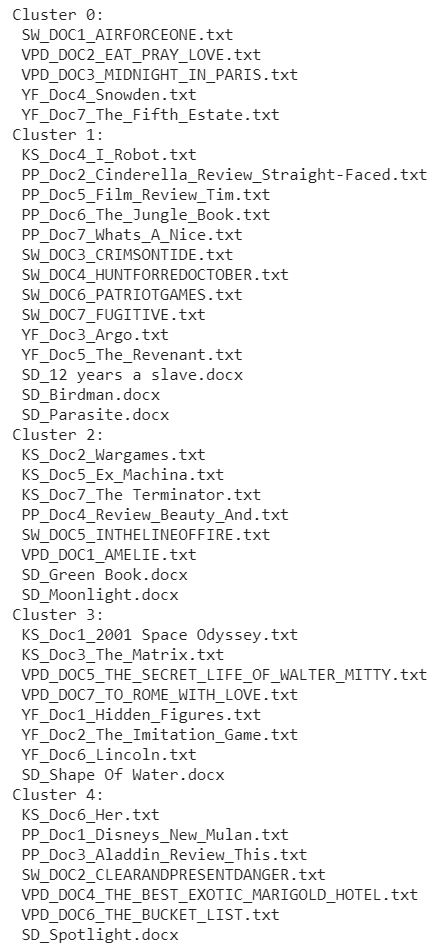 Cluster 0:
SW_DOC1_AIRFORCEONE.txt
VPD_DOC2_EAT_PRAY_LOVE.txt
VPD_DOC3_MIDNIGHT_IN_PARIS.txt
YF_Doc4_Snowden.txt
YF_Doc7_The_Fifth_Estate.txt
Cluster 1:
KS_Doc4_I_Robot.txt
PP_Doc2_Cinderella_Review_Straight-Faced.txt
PP_Doc5_Film_Review_Tim.txt
PP_Doc6_The_Jungle_Book.txt
PP_Doc7_Whats_A_Nice.txt
SW_DOC3_CRIMSONTIDE.txt
SW_DOC4_HUNTFORREDOCTOBER.txt
SW_DOC6_PATRIOTGAMES.txt
SW_DOC7_FUGITIVE.txt
YF_Doc3_Argo.txt
YF_Doc5_The_Revenant.txt
SD_12 years a slave.docx
SD_Birdman.docx
SD_Parasite.docx
Cluster 2:
KS_Doc2_Wargames.txt
KS_Doc5_Ex_Machina.txt
KS_Doc7_The Terminator.txt
PP_Doc4_Review_Beauty_And.txt
SW_DOC5_INTHELINEOFFIRE.txt
VPD_DOC1_AMELIE.txt
SD_Green Book.docx
SD_Moonlight.docx
Cluster 3:
KS_Doc1_2001 Space Odyssey.txt
KS_Doc3_The_Matrix.txt
VPD_DOC5_THE_SECRET_LIFE_OF_WALTER_MITTY.txt
VPD_DOC7_TO_ROME_WITH_LOVE.txt
YF_Doc1_Hidden_Figures.txt
YF_Doc2_The_Imitation_Game.txt
YF_Doc6_Lincoln.txt
SD_Shape Of Water.docx
Cluster 4:
KS_Doc6_Her.txt
PP_Doc1_Disneys_New_Mulan.txt
PP_Doc3_Aladdin_Review_This.txt
SW_DOC2_CLEARANDPRESENTDANGER.txt
VPD_DOC4_THE_BEST_EXOTIC_MARIGOLD_HOTEL.txt
VPD_DOC6_THE_BUCKET_LIST.txt
SD_Spotlight.docx